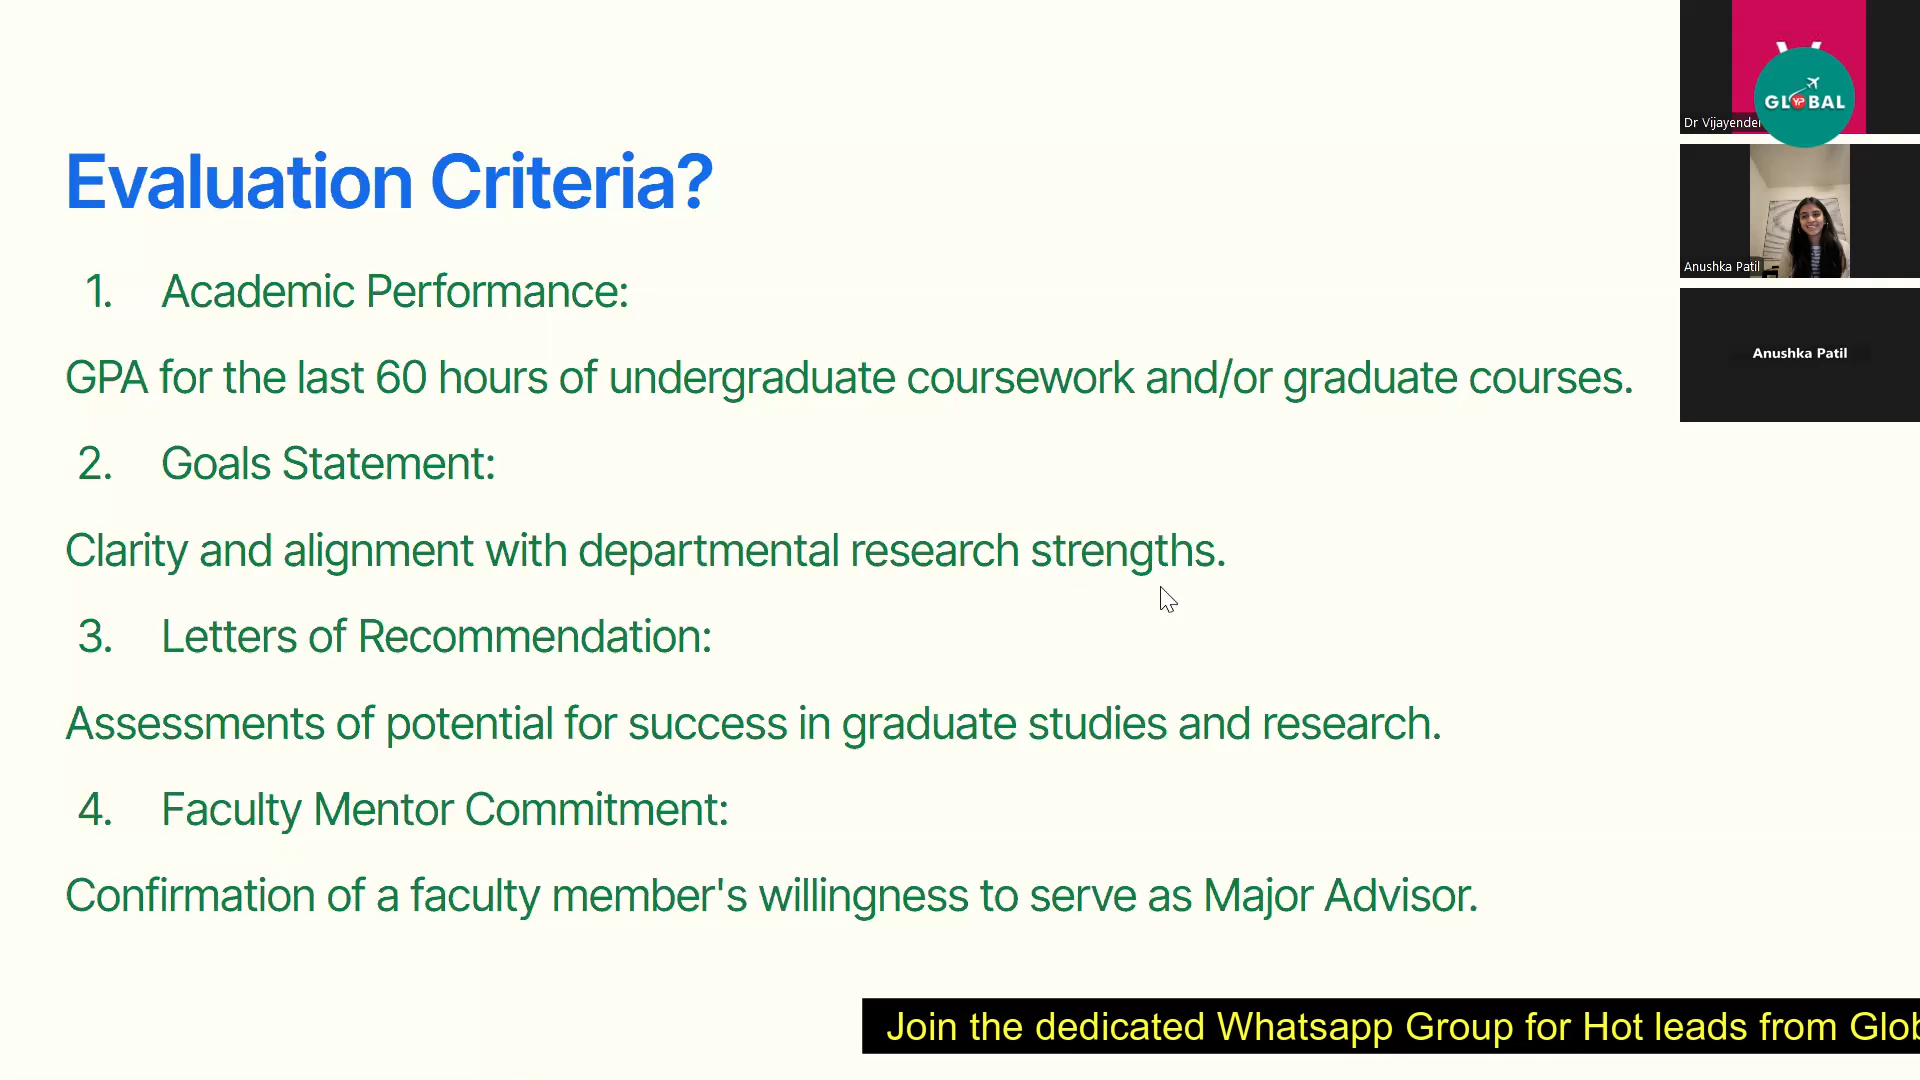 Evaluation Criteria?
1. Academic Performance:
GPA for the last 60 hours of undergraduate coursework and/or graduate courses.
2. Goals Statement:
Clarity and alignment with departmental research strengths.
3. Letters of Recommendation:
Assessments of potential for success in graduate studies and research.
4. Faculty Mentor Commitment:
Confirmation of a faculty member's willingness to serve as Major Advisor.
GLYPBAL
Dr Vijayender
Anushka Patil
Anushka Patil
Join the dedicated Whatsapp Group for Hot leads from Glob